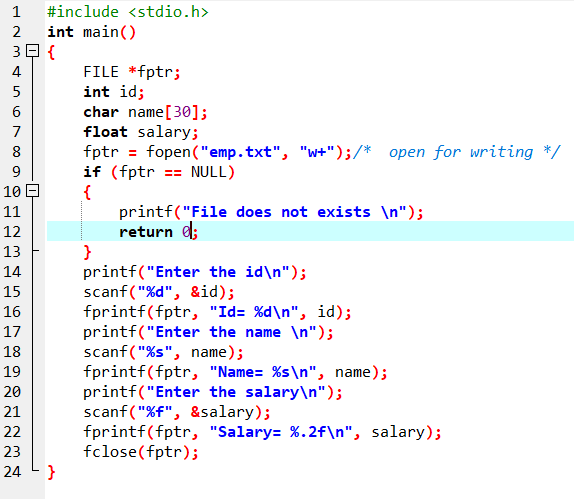 1 #include <stdio.h>
2 int main()
3 {
4 FILE *fptr;
5 int id;
6 char name[30];
7 float salary;
8 fptr = fopen("emp.txt", "w+");/*  open for writing */
9 if (fptr == NULL)
10 {
11 printf("File does not exists \n");
12 return 0;
13 }
14 printf("Enter the id\n");
15 scanf("%d", &id);
16 fprintf(fptr, "Id= %d\n", id);
17 printf("Enter the name \n");
18 scanf("%s", name);
19 fprintf(fptr, "Name= %s\n", name);
20 printf("Enter the salary\n");
21 scanf("%f", &salary);
22 fprintf(fptr, "Salary= %.2f\n", salary);
23 fclose(fptr);
24 }